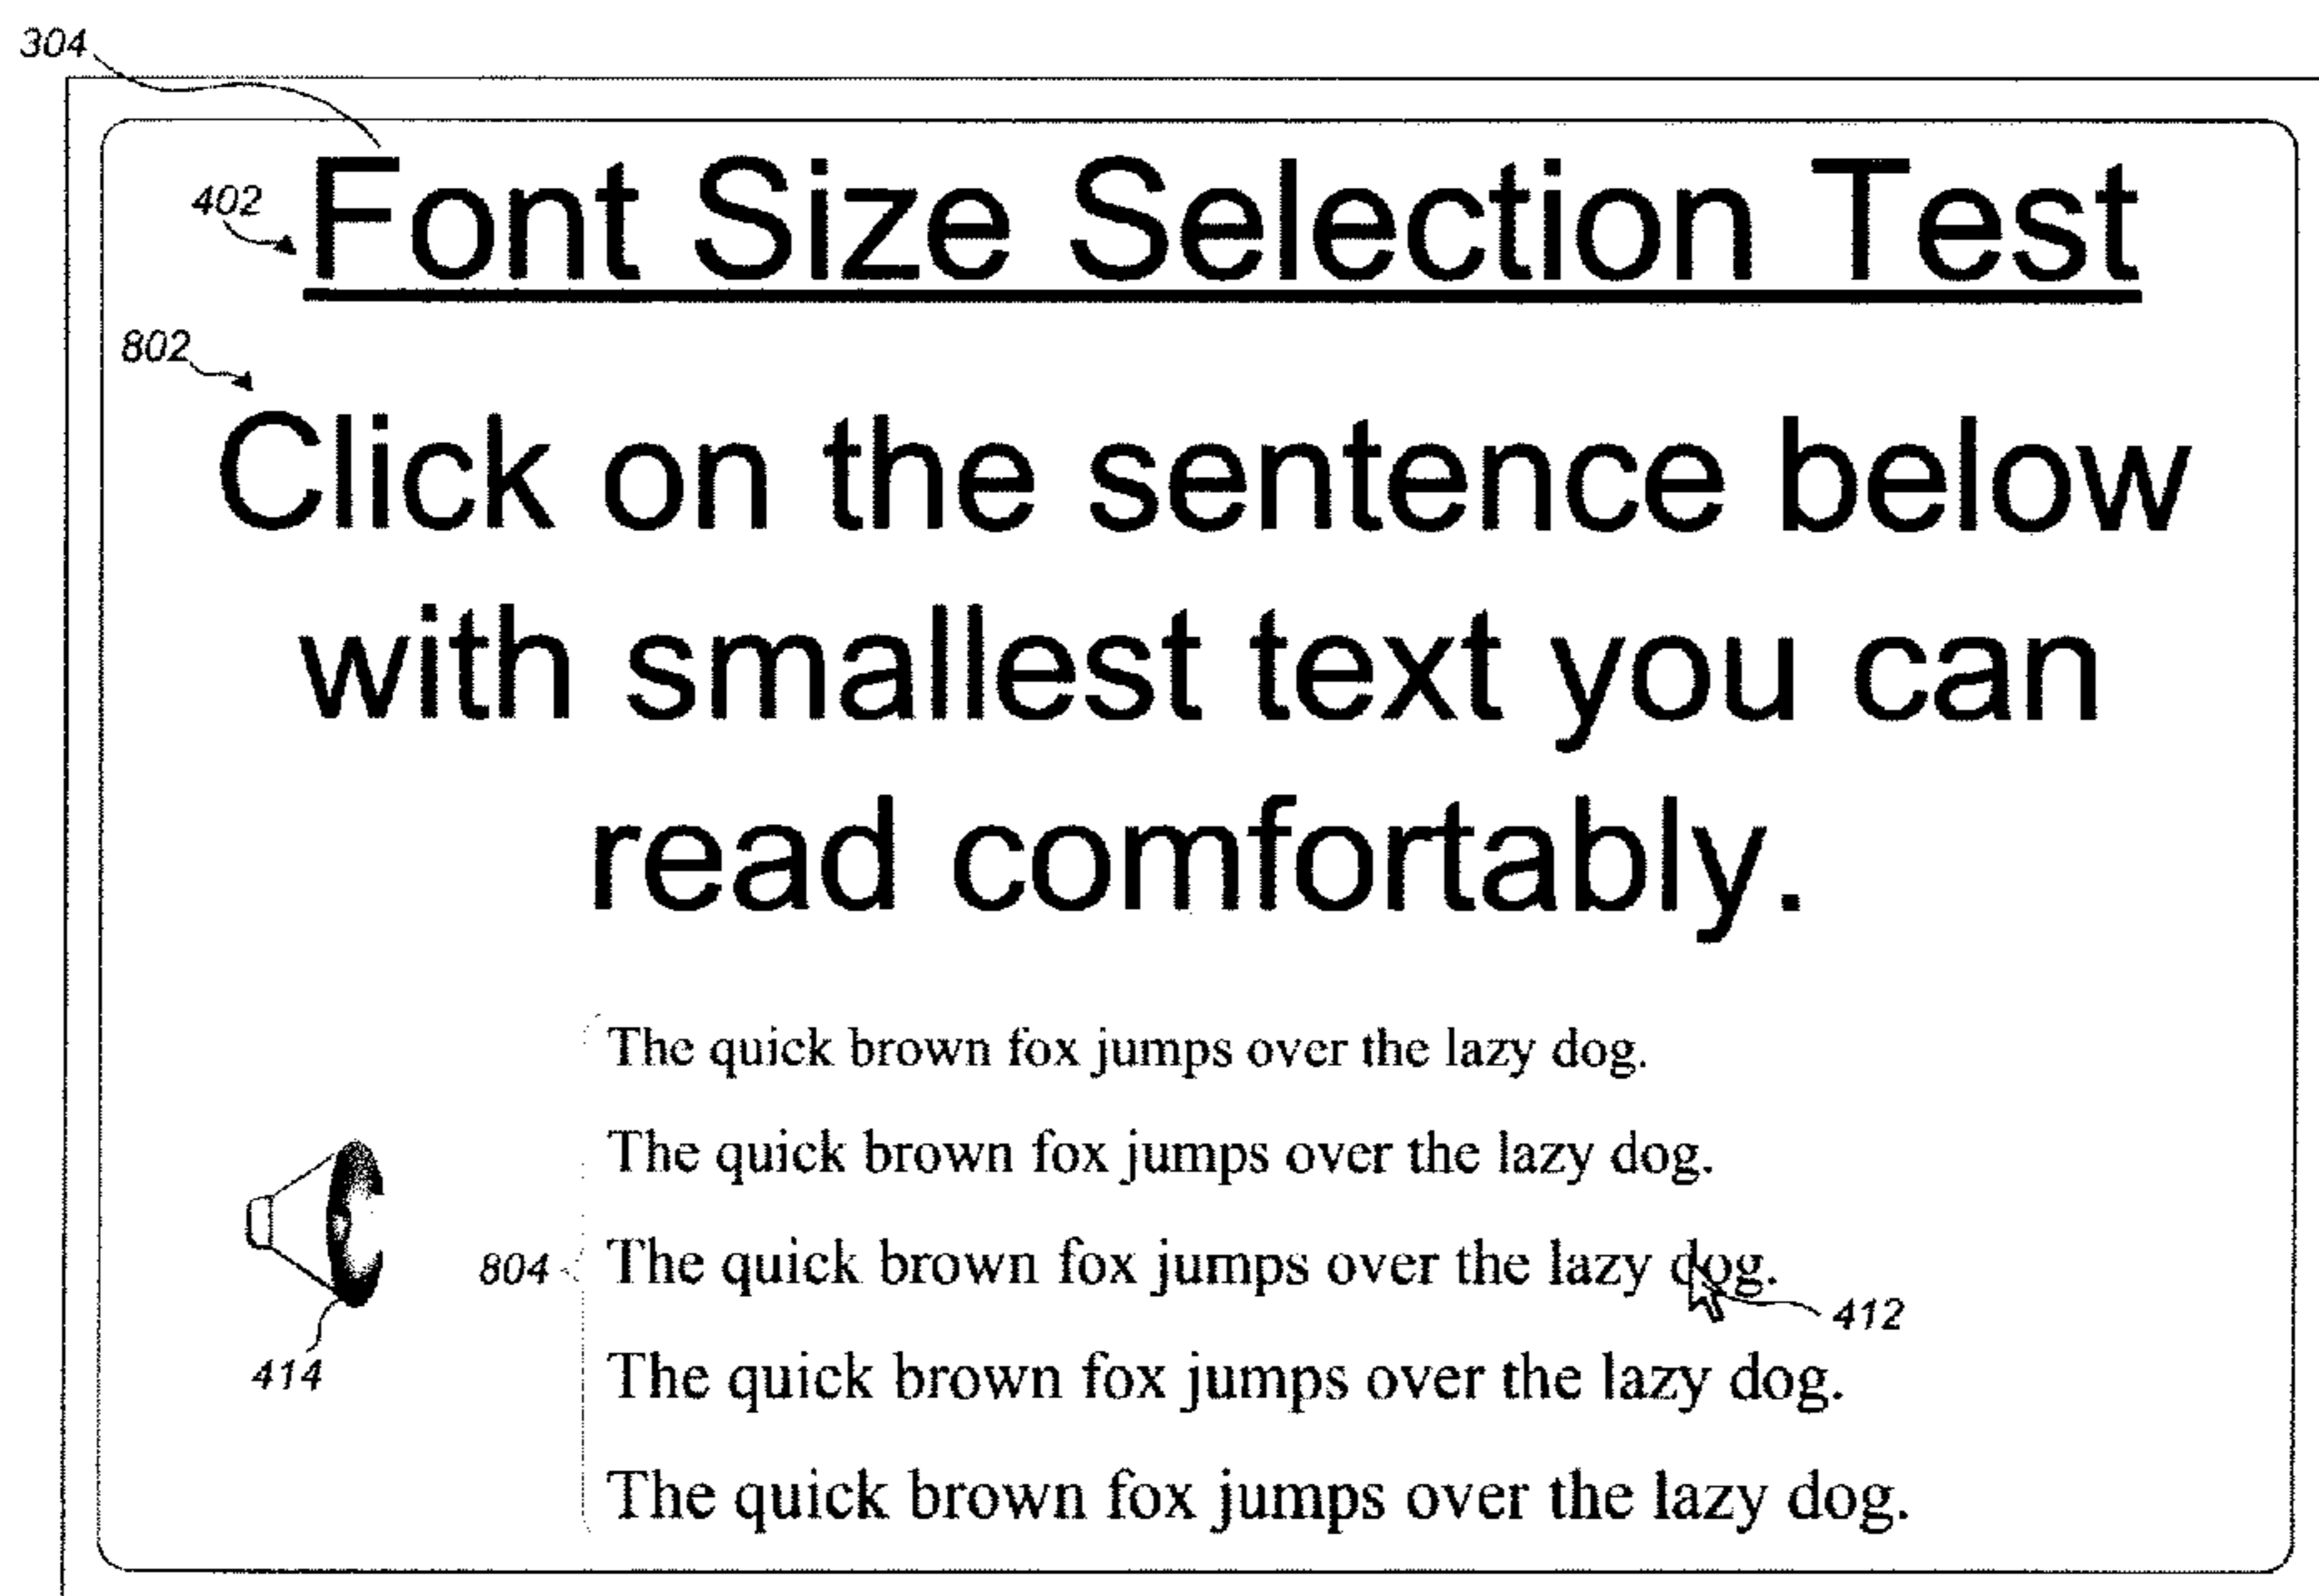 304
402
Font Size Selection Test
802
Click on the sentence below
with smallest text you can
read comfortably.
The quick brown fox jumps over the lazy dog.
The quick brown fox jumps over the lazy dog.
804
The quick brown fox jumps over the lazy dog.
412
414
The quick brown fox jumps over the lazy dog.
The quick brown fox jumps over the lazy dog.